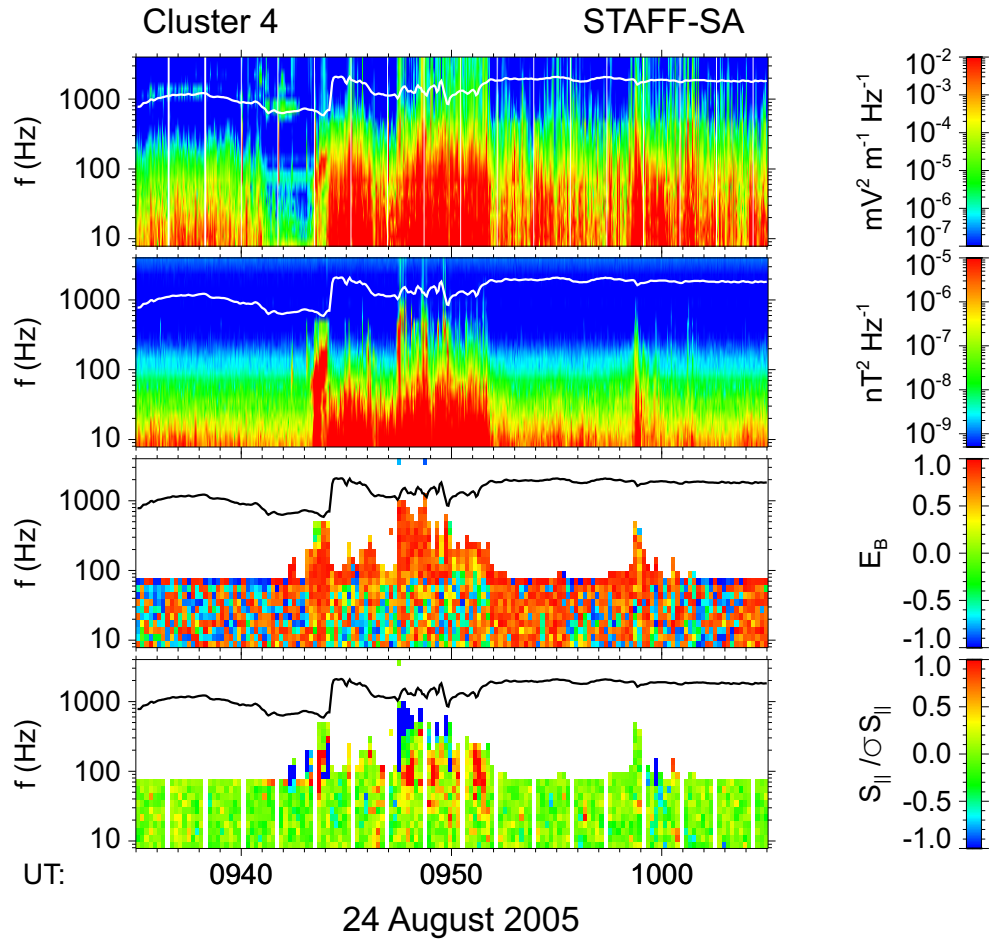 Cluster 4 STAFF-SA
f (Hz) 1000 100 10
10⁻² 10⁻³ 10⁻⁴ 10⁻⁵ 10⁻⁶ 10⁻⁷ mV² m⁻¹ Hz⁻¹
f (Hz) 1000 100 10
10⁻⁵ 10⁻⁶ 10⁻⁷ 10⁻⁸ 10⁻⁹ nT² Hz⁻¹
f (Hz) 1000 100 10
1.0 0.5 0.0 -0.5 -1.0 E_B
f (Hz) 1000 100 10
1.0 0.5 0.0 -0.5 -1.0 S_∥ /σS_∥
UT: 0940 0950 1000
24 August 2005